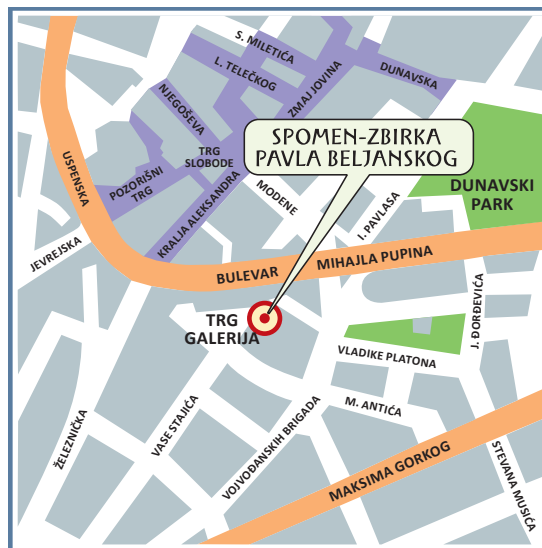 S. MILETIĆA
L. TELEČKOG
DUNAVSKA
ZMAJ JOVINA
NJEGOŠEVA
SPOMEN-ZBIRKA
PAVLA BELJANSKOG
TRG
SLOBODE
USPENSKA
POZORIŠNI
TRG
MODENE
DUNAVSKI
PARK
KRALJA ALEKSANDRA
I. PAVLASA
JEVREJSKA
BULEVAR MIHAJLA PUPINA
J. ĐORĐEVIĆA
TRG
GALERIJA
VLADIKE PLATONA
M. ANTIĆA
ŽELEZNIČKA
VASE STAJIĆA
VOJVOĐANSKIH BRIGADA
MAKSIMA GORKOG
STEVANA MUSIĆA